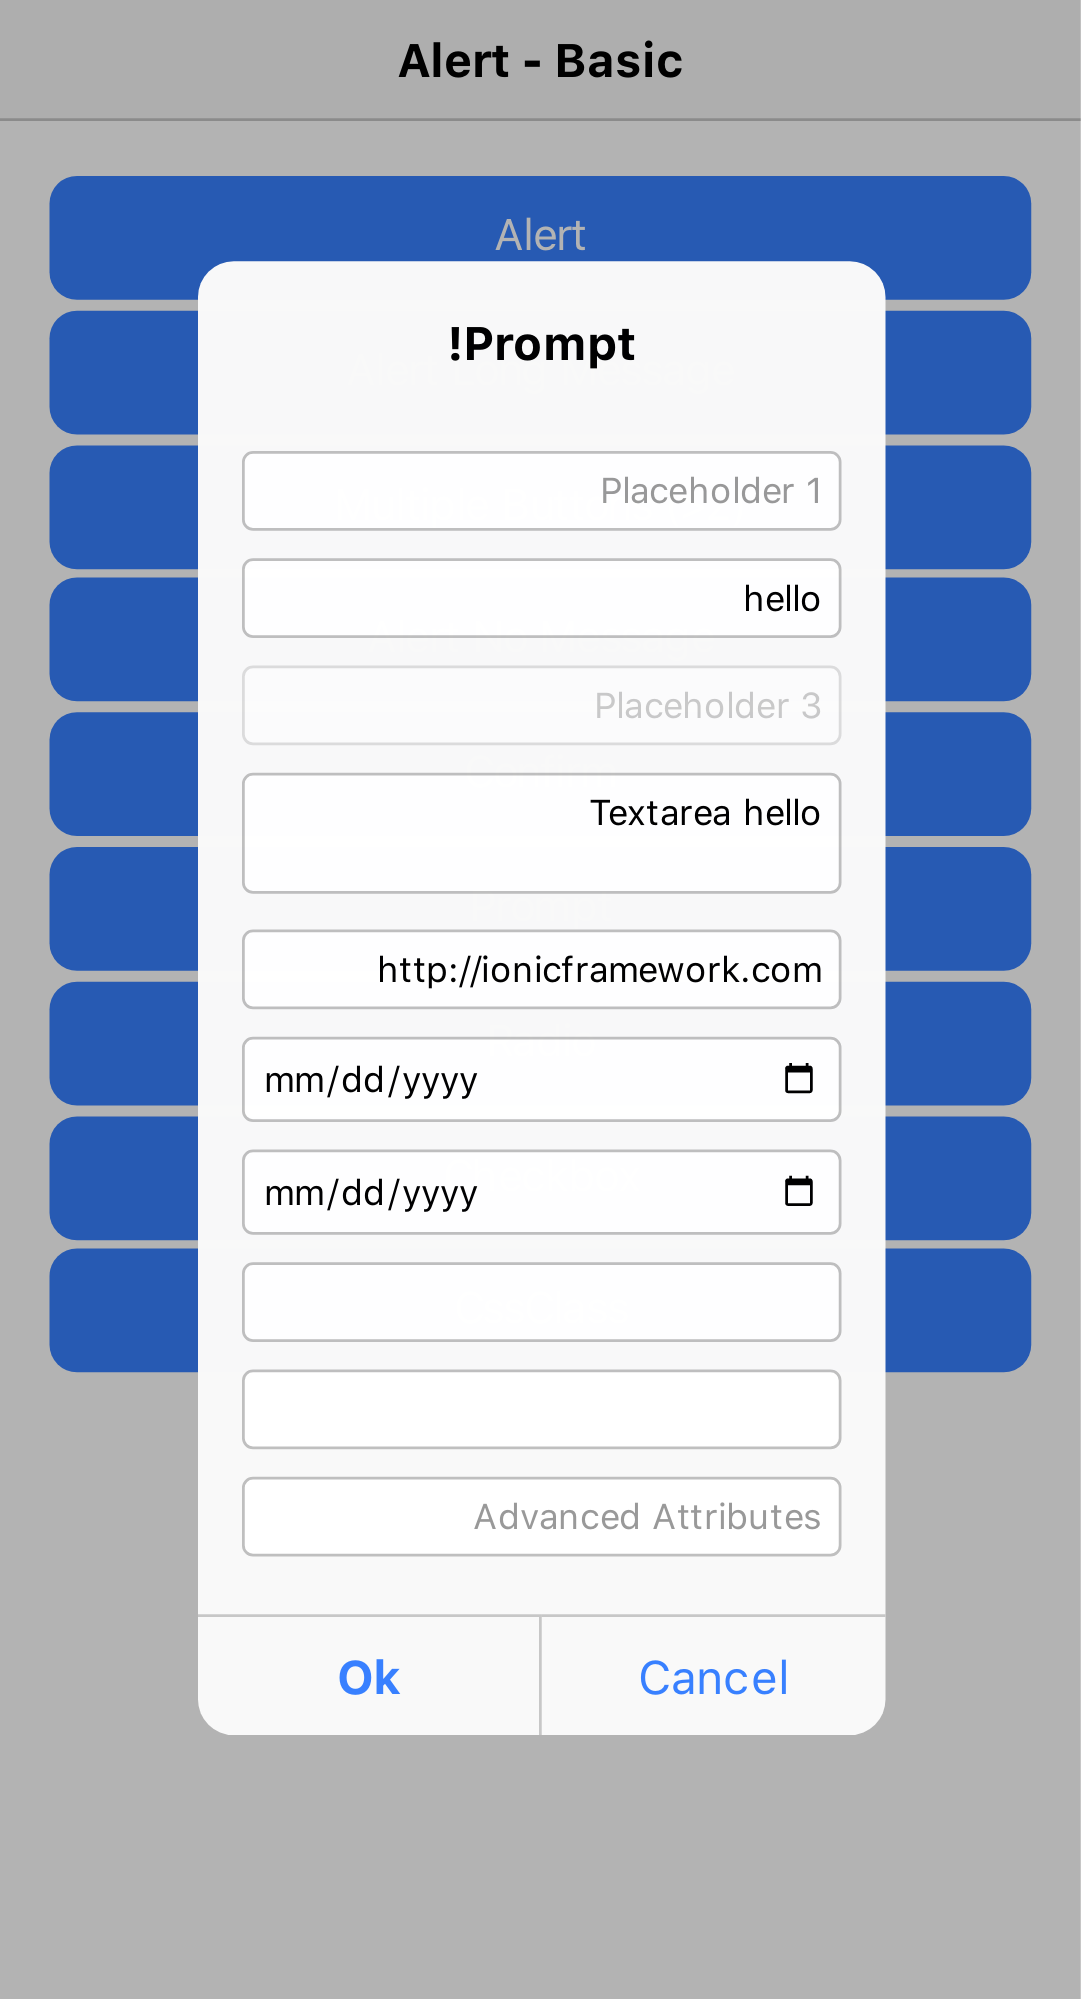 Alert - Basic
Alert
!Prompt
Placeholder 1
hello
Placeholder 3
Textarea hello
http://ionicframework.com
mm/dd/yyyy
mm/dd/yyyy
Advanced Attributes
Ok
Cancel